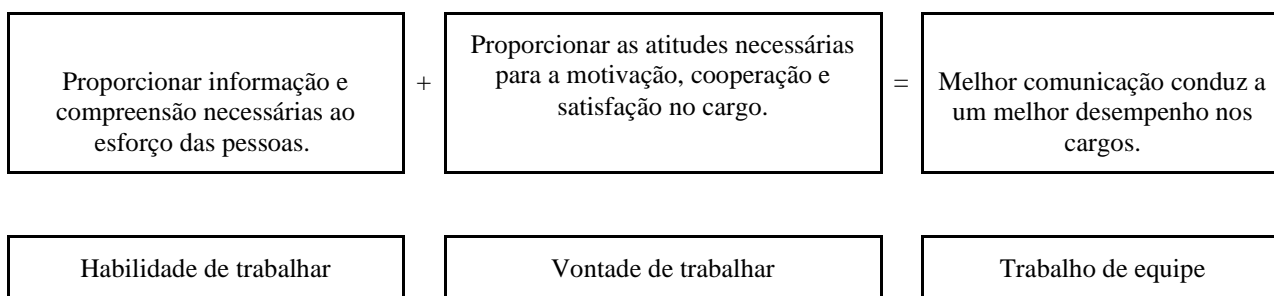 Proporcionar informação e
compreensão necessárias ao
esforço das pessoas.
+
Proporcionar as atitudes necessárias
para a motivação, cooperação e
satisfação no cargo.
=
Melhor comunicação conduz a
um melhor desempenho nos
cargos.
Habilidade de trabalhar
Vontade de trabalhar
Trabalho de equipe